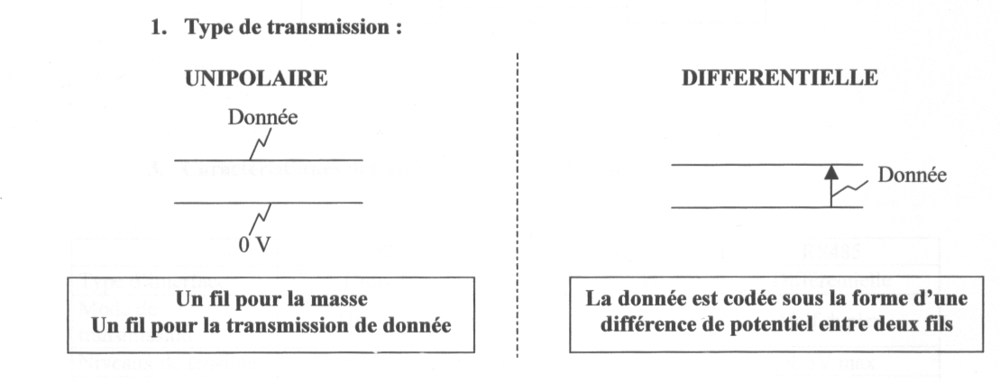 1. Type de transmission :
UNIPOLAIRE
Donnée
0 V
Un fil pour la masse
Un fil pour la transmission de donnée
DIFFERENTIELLE
Donnée
La donnée est codée sous la forme d'une
différence de potentiel entre deux fils